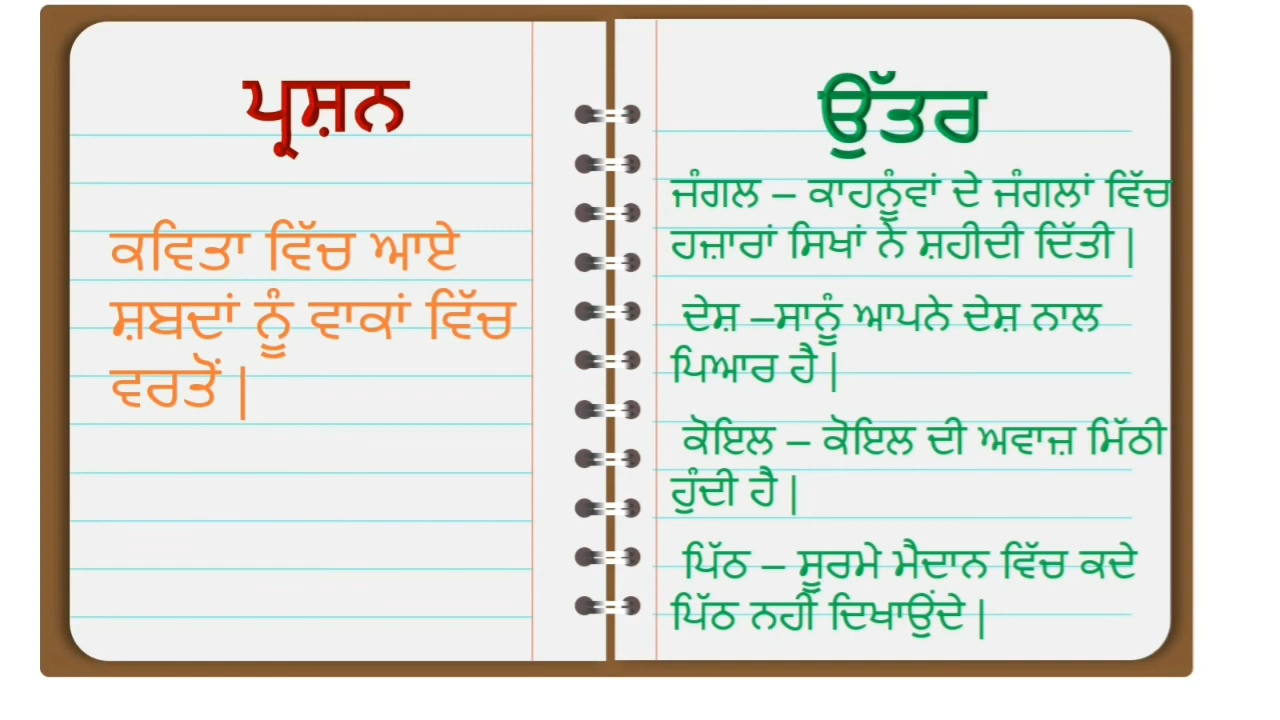 ਪ੍ਰਸ਼ਨ
ਕਵਿਤਾ ਵਿੱਚ ਆਏ
ਸ਼ਬਦਾਂ ਨੂੰ ਵਾਕਾਂ ਵਿੱਚ
ਵਰਤੋਂ |
ਉੱਤਰ
ਜੰਗਲ – ਕਾਹਨੂੰਵਾਂ ਦੇ ਜੰਗਲਾਂ ਵਿੱਚ
ਹਜ਼ਾਰਾਂ ਸਿਖਾਂ ਨੇ ਸ਼ਹੀਦੀ ਦਿੱਤੀ |
ਦੇਸ਼ –ਸਾਨੂੰ ਆਪਨੇ ਦੇਸ਼ ਨਾਲ
ਪਿਆਰ ਹੈ |
ਕੋਇਲ – ਕੋਇਲ ਦੀ ਅਵਾਜ਼ ਮਿੱਠੀ
ਹੁੰਦੀ ਹੈ |
ਪਿੱਠ – ਸੂਰਮੇ ਮੈਦਾਨ ਵਿੱਚ ਕਦੇ
ਪਿੱਠ ਨਹੀਂ ਦਿਖਾਉਂਦੇ |